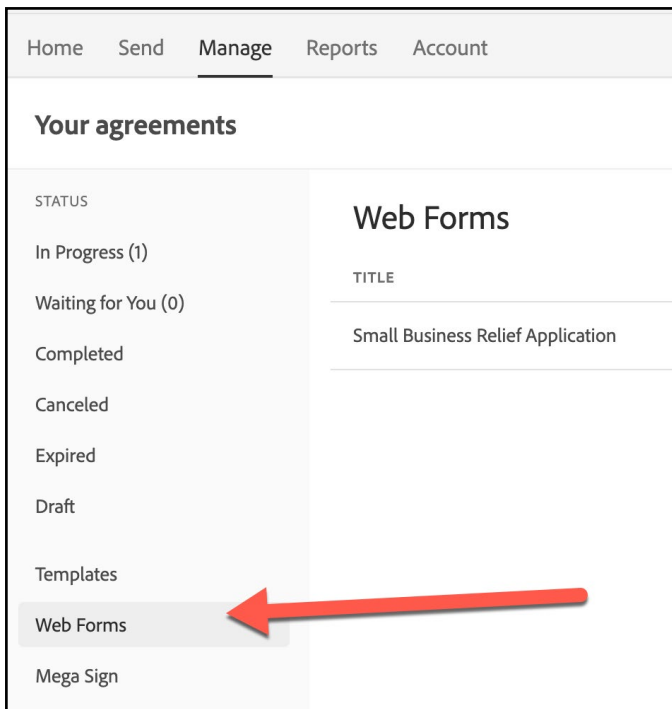 Home Send Manage Reports Account
Your agreements
STATUS
In Progress (1)
Waiting for You (0)
Completed
Canceled
Expired
Draft
Templates
Web Forms
Mega Sign
Web Forms
TITLE
Small Business Relief Application